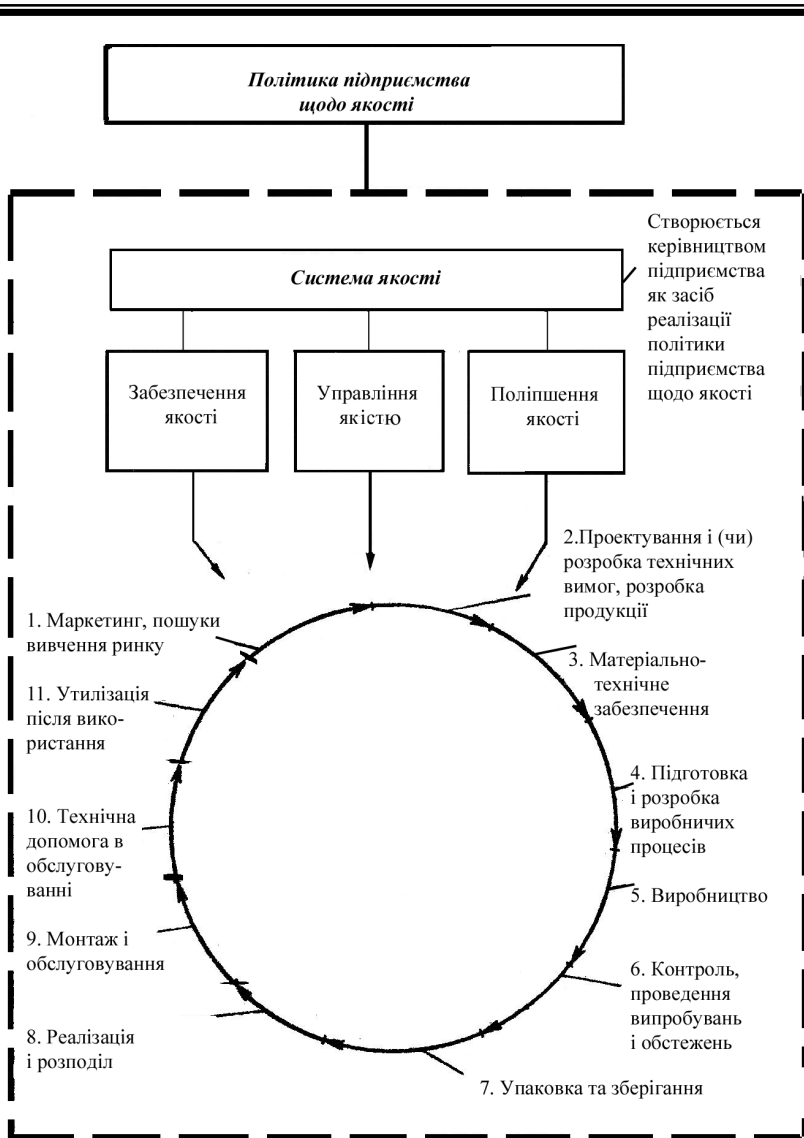 Політика підприємства
щодо якості
Створюється
керівництвом
підприємства
як засіб
реалізації
політики
підприємства
щодо якості
Система якості
Забезпечення
якості
Управління
якістю
Поліпшення
якості
1. Маркетинг, пошуки
вивчення ринку
2.Проектування і (чи)
розробка технічних
вимог, розробка
продукції
3. Матеріально-
технічне
забезпечення
4. Підготовка
і розробка
виробничих
процесів
5. Виробництво
6. Контроль,
проведення
випробувань
і обстежень
7. Упаковка та зберігання
8. Реалізація
і розподіл
9. Монтаж і
обслуговування
10. Технічна
допомога в
обслугову-
ванні
11. Утилізація
після вико-
ристання